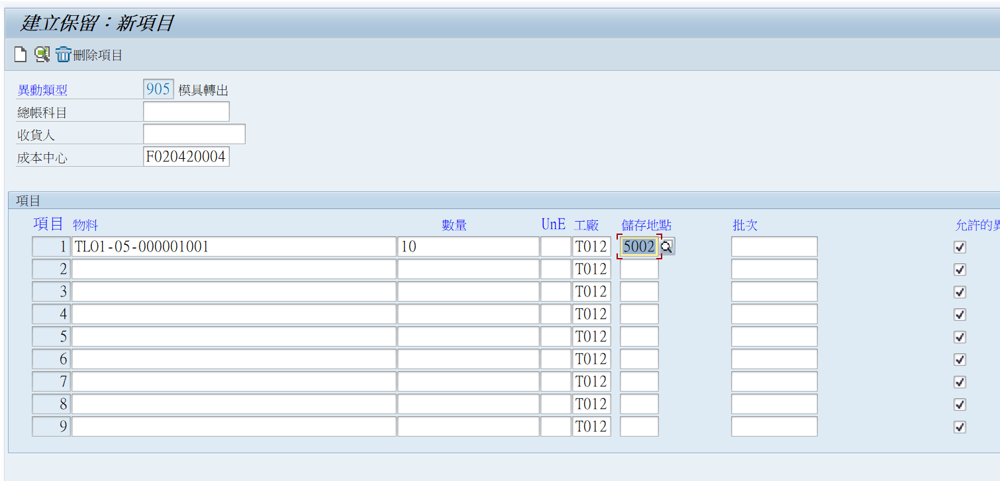 建立保留：新項目
刪除項目
異動類型 905 模具轉出
總帳科目
收貨人
成本中心 F020420004
項目
項目 物料 數量 UnE 工廠 儲存地點 批次 允許的異
1 TL01-05-000001001 10 T012 5002
2 T012
3 T012
4 T012
5 T012
6 T012
7 T012
8 T012
9 T012